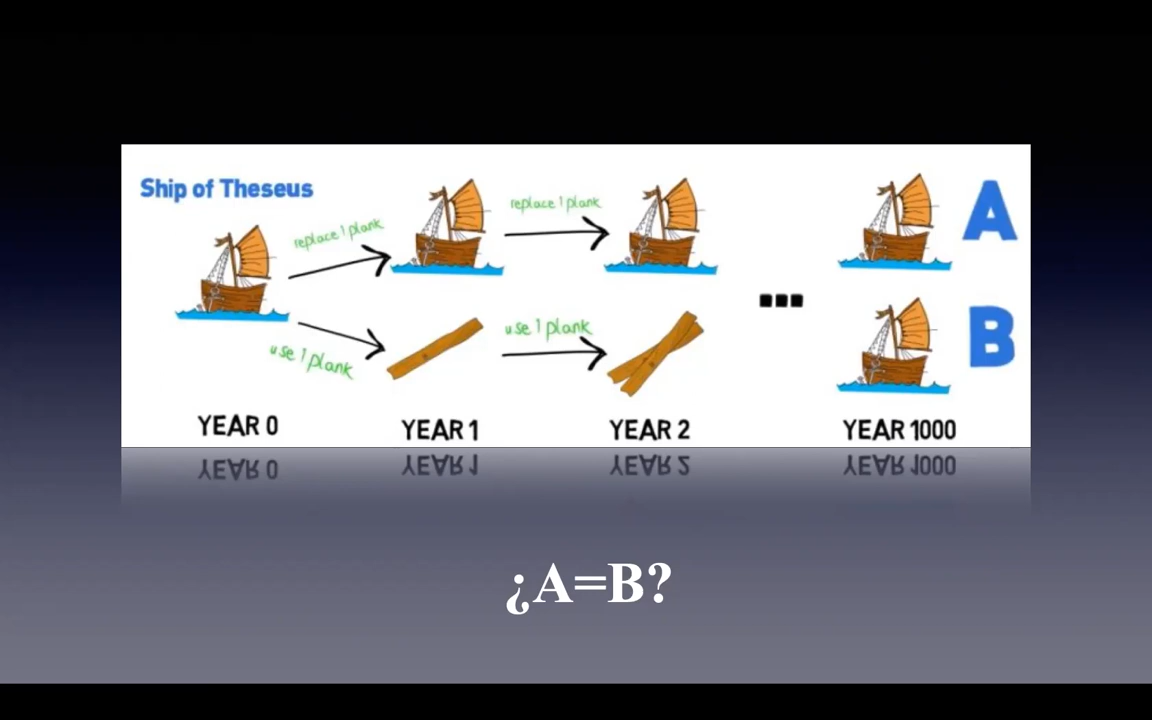 Ship of Theseus
replace 1 plank
replace 1 plank
A
use 1 plank
use 1 plank
B
YEAR 0
YEAR 1
YEAR 2
YEAR 1000
¿A=B?